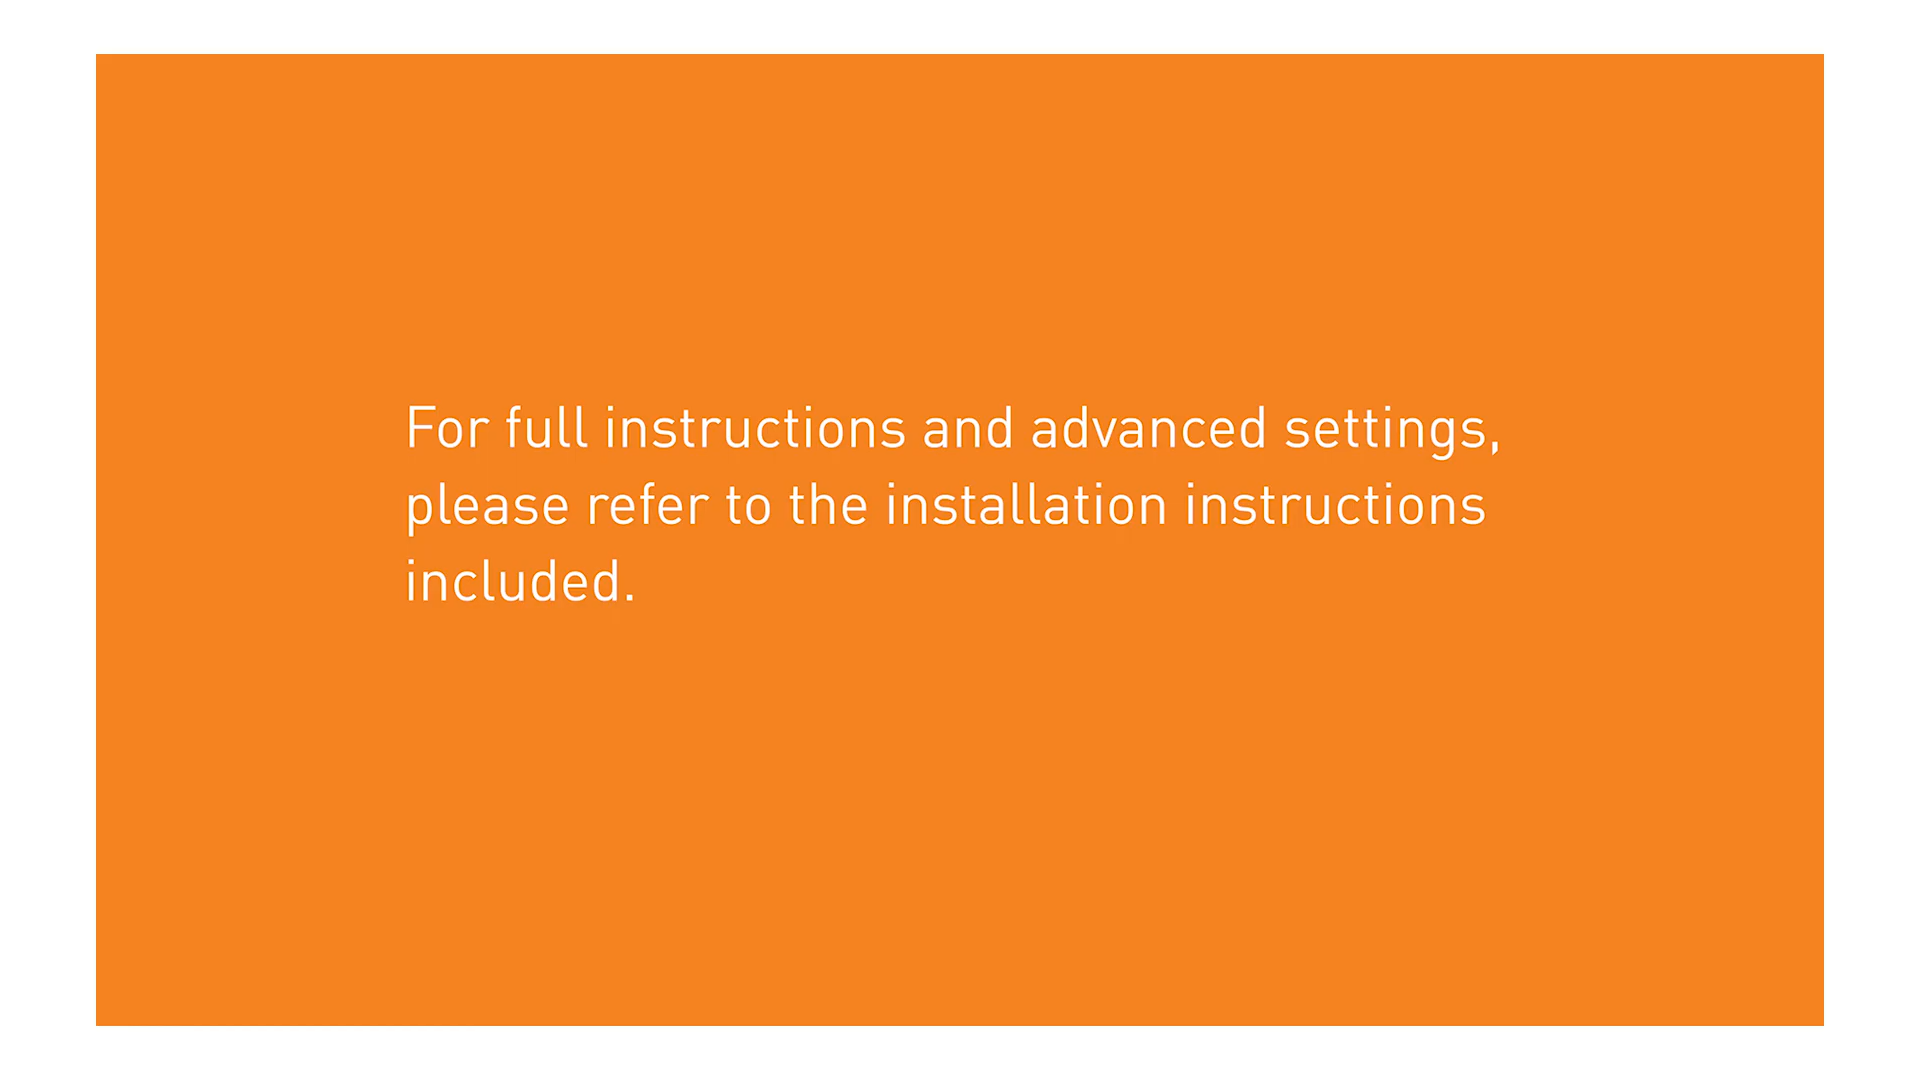 For full instructions and advanced settings,
please refer to the installation instructions
included.